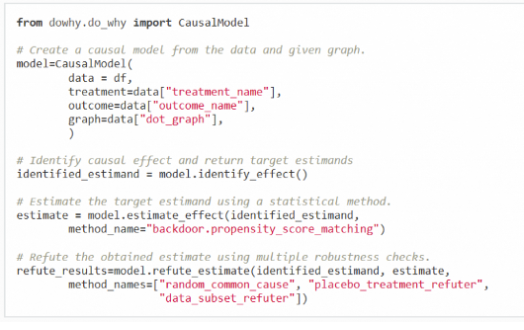 from dowhy.do_why import CausalModel
# Create a causal model from the data and given graph.
model=CausalModel(
data = df,
treatment=data["treatment_name"],
outcome=data["outcome_name"],
graph=data["dot_graph"],
)
# Identify causal effect and return target estimands
identified_estimand = model.identify_effect()
# Estimate the target estimand using a statistical method.
estimate = model.estimate_effect(identified_estimand,
method_name="backdoor.propensity_score_matching")
# Refute the obtained estimate using multiple robustness checks.
refute_results=model.refute_estimate(identified_estimand, estimate,
method_names=["random_common_cause", "placebo_treatment_refuter",
"data_subset_refuter"])